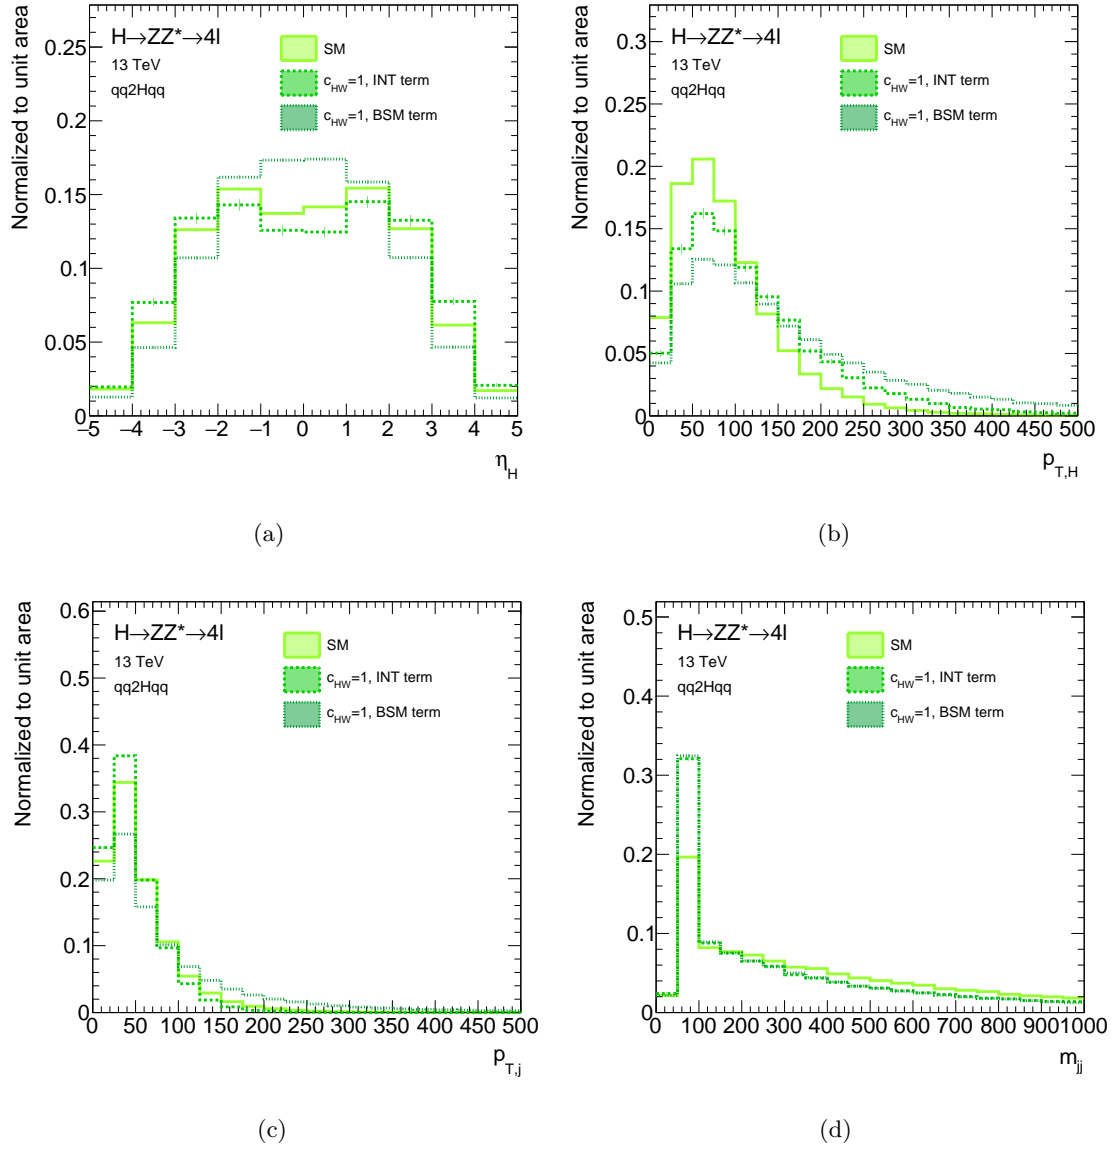 Normalized to unit area
0.25
0.2
0.15
0.1
0.05
0
H→ZZ*→4l
13 TeV
qq2Hqq
SM
c_HW=1, INT term
c_HW=1, BSM term
−5 −4 −3 −2 −1 0 1 2 3 4 5
η_H
(a)
Normalized to unit area
0.3
0.25
0.2
0.15
0.1
0.05
0
H→ZZ*→4l
13 TeV
qq2Hqq
SM
c_HW=1, INT term
c_HW=1, BSM term
0 50 100 150 200 250 300 350 400 450 500
p_T,H
(b)
Normalized to unit area
0.6
0.5
0.4
0.3
0.2
0.1
0
H→ZZ*→4l
13 TeV
qq2Hqq
SM
c_HW=1, INT term
c_HW=1, BSM term
0 50 100 150 200 250 300 350 400 450 500
p_T,j
(c)
Normalized to unit area
0.5
0.4
0.3
0.2
0.1
0
H→ZZ*→4l
13 TeV
qq2Hqq
SM
c_HW=1, INT term
c_HW=1, BSM term
0 100 200 300 400 500 600 700 800 900 1000
m_jj
(d)